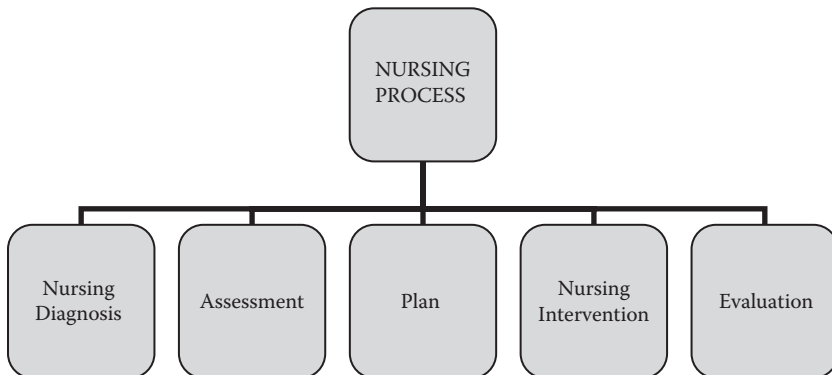 NURSING
PROCESS
Nursing
Diagnosis
Assessment
Plan
Nursing
Intervention
Evaluation